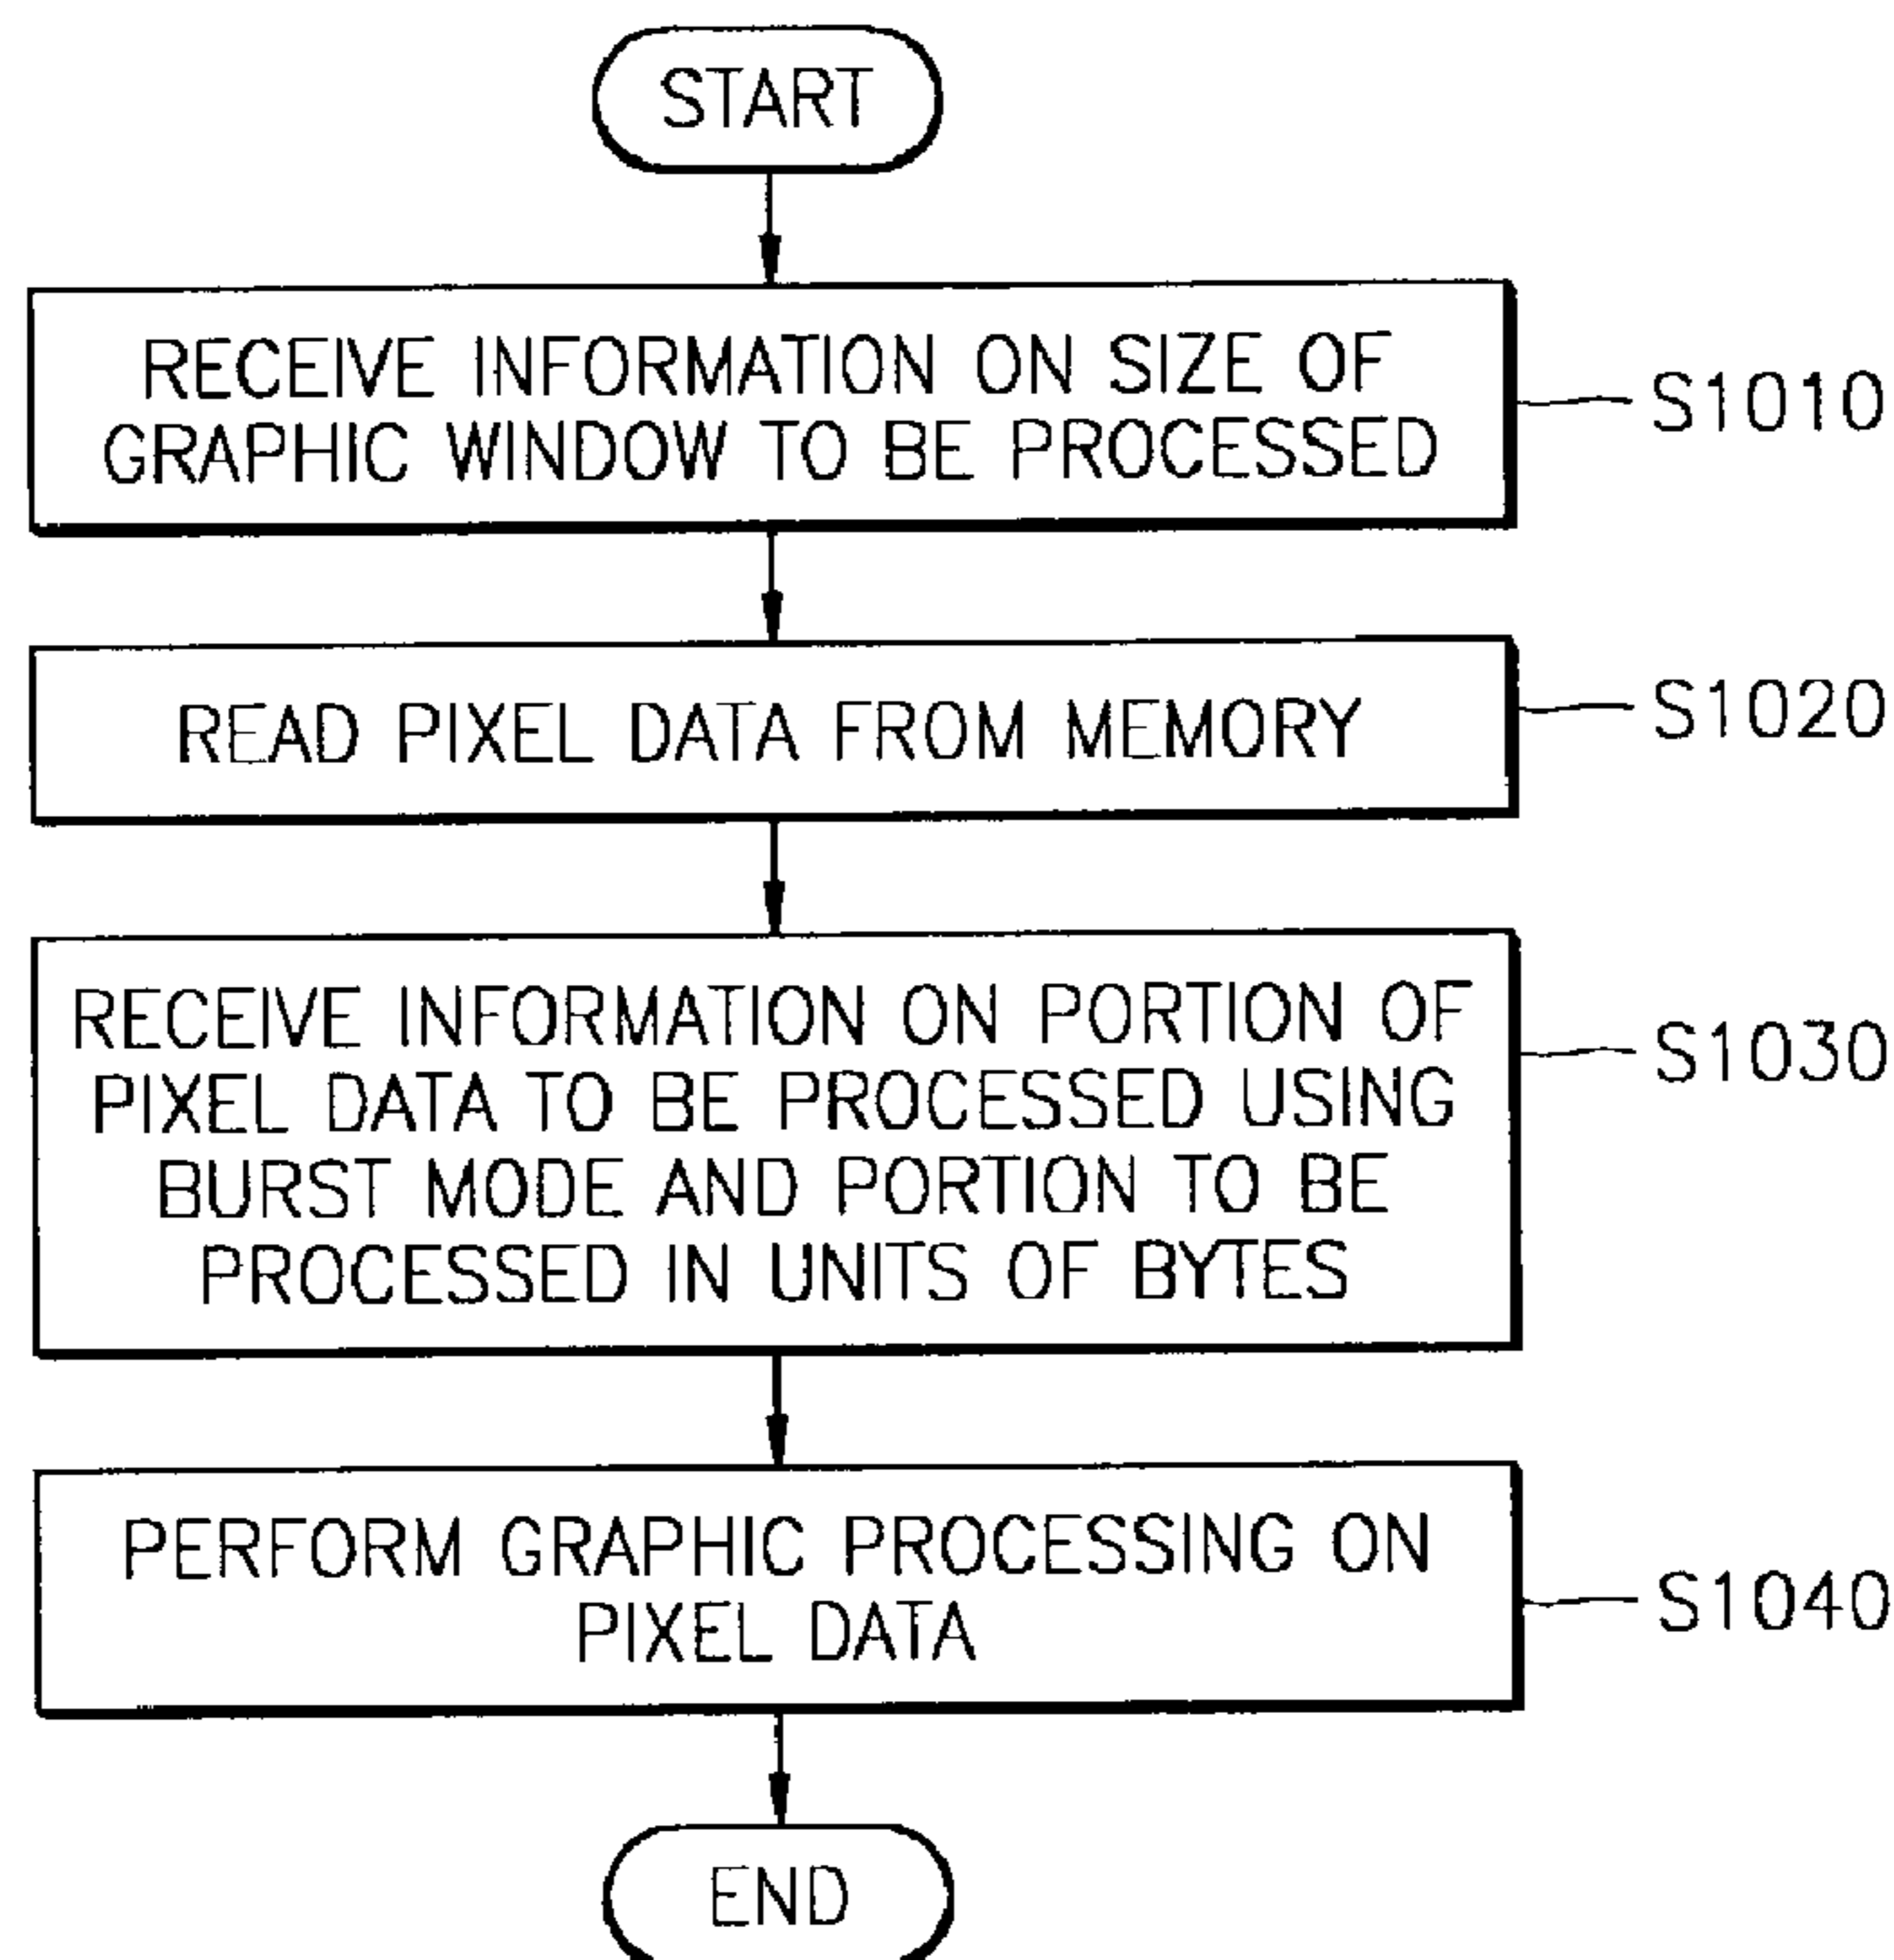 START
RECEIVE INFORMATION ON SIZE OF
GRAPHIC WINDOW TO BE PROCESSED
S1010
READ PIXEL DATA FROM MEMORY
S1020
RECEIVE INFORMATION ON PORTION OF
PIXEL DATA TO BE PROCESSED USING
BURST MODE AND PORTION TO BE
PROCESSED IN UNITS OF BYTES
S1030
PERFORM GRAPHIC PROCESSING ON
PIXEL DATA
S1040
END